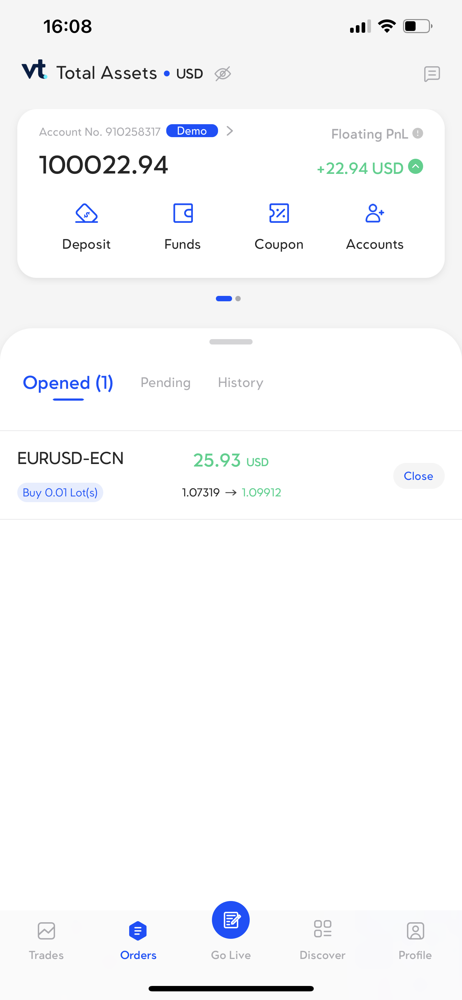 16:08
vt. Total Assets • USD
Account No. 910258317 Demo
Floating PnL
100022.94
+22.94 USD
Deposit Funds Coupon Accounts
Opened (1) Pending History
EURUSD-ECN
25.93 USD
Close
Buy 0.01 Lot(s)
1.07319 → 1.09912
Trades Orders Go Live Discover Profile